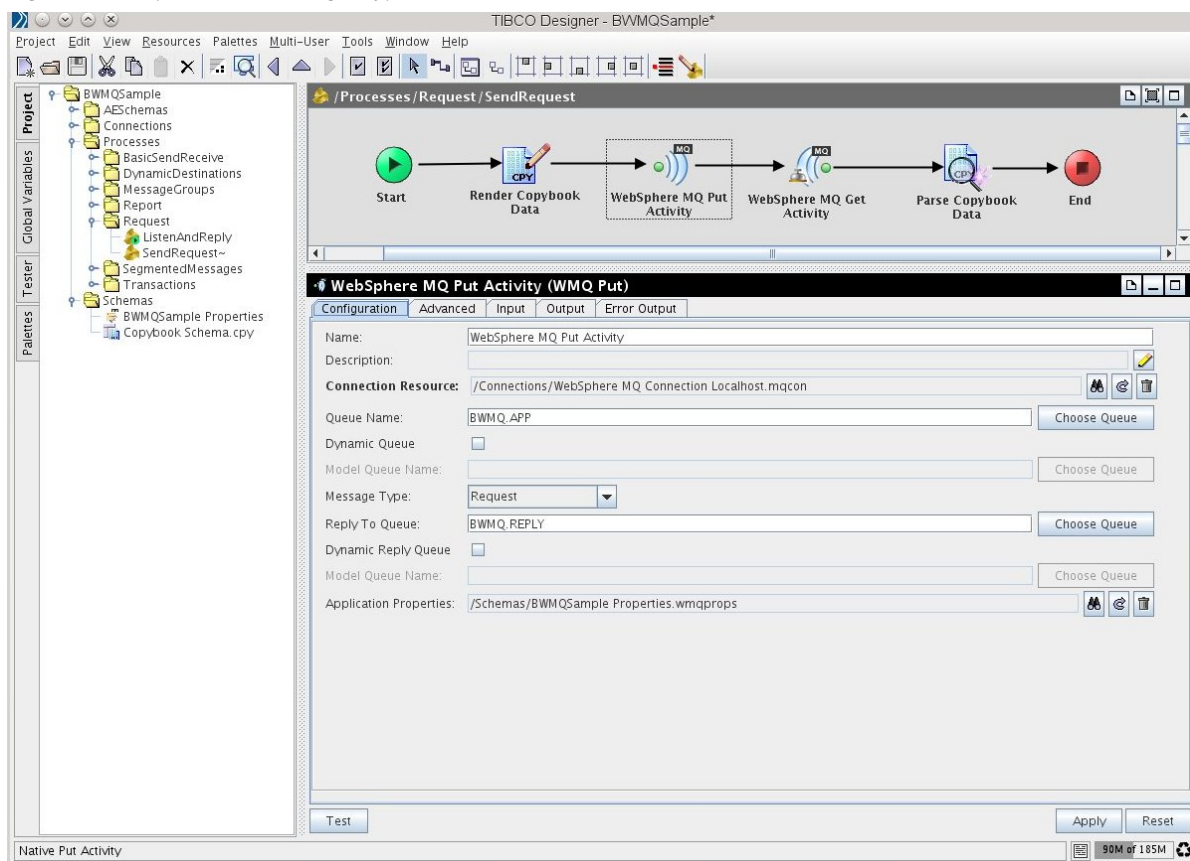 TIBCO Designer - BWMQSample*
Project Edit View Resources Palettes Multi-User Tools Window Help
Project
Global Variables
Tester
Palettes
BWMQSample
AESchemas
Connections
Processes
BasicSendReceive
DynamicDestinations
MessageGroups
Report
Request
ListenAndReply
SendRequest~
SegmentedMessages
Transactions
Schemas
BWMQSample Properties
Copybook Schema.cpy
/Processes/Request/SendRequest
CPY
MQ
MQ
CPY
Start
Render Copybook Data
WebSphere MQ Put Activity
WebSphere MQ Get Activity
Parse Copybook Data
End
WebSphere MQ Put Activity (WMQ Put)
Configuration Advanced Input Output Error Output
Name: WebSphere MQ Put Activity
Description:
Connection Resource: /Connections/WebSphere MQ Connection Localhost.mqcon
Queue Name: BWMQ.APP Choose Queue
Dynamic Queue
Model Queue Name: Choose Queue
Message Type: Request
Reply To Queue: BWMQ.REPLY Choose Queue
Dynamic Reply Queue
Model Queue Name: Choose Queue
Application Properties: /Schemas/BWMQSample Properties.wmqprops
Test Apply Reset
Native Put Activity 90M of 185M